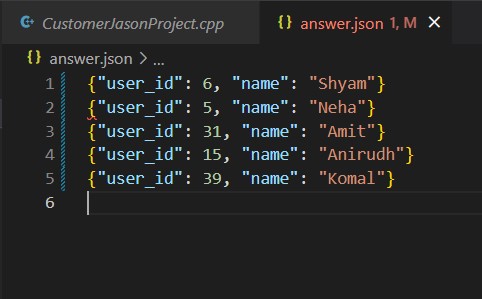 CustomerJasonProject.cpp answer.json 1, M ×
{} answer.json > ...
1 {"user_id": 6, "name": "Shyam"}
2 {"user_id": 5, "name": "Neha"}
3 {"user_id": 31, "name": "Amit"}
4 {"user_id": 15, "name": "Anirudh"}
5 {"user_id": 39, "name": "Komal"}
6